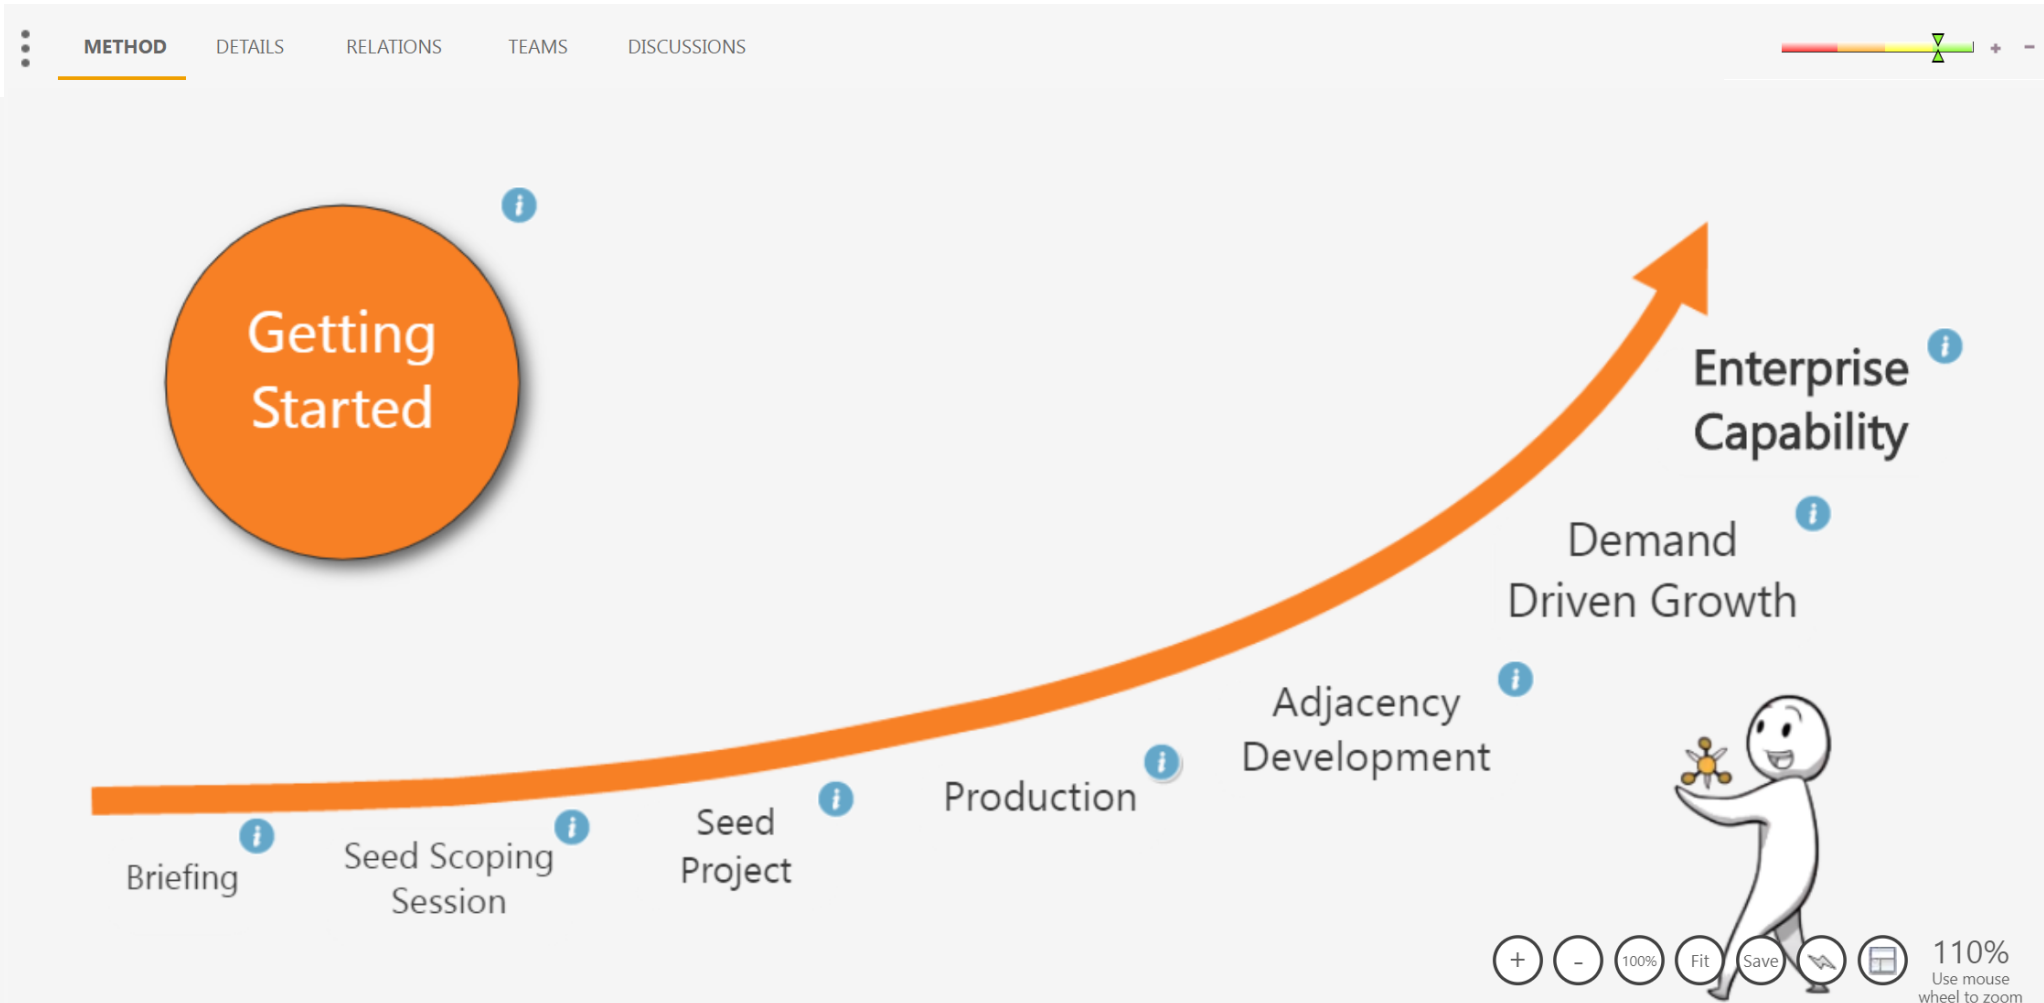 METHOD DETAILS RELATIONS TEAMS DISCUSSIONS
+ -
Getting
Started
Enterprise
Capability
Demand
Driven Growth
Adjacency
Development
Production
Seed
Project
Seed Scoping
Session
Briefing
+ - 100% Fit Save
110%
Use mouse
wheel to zoom